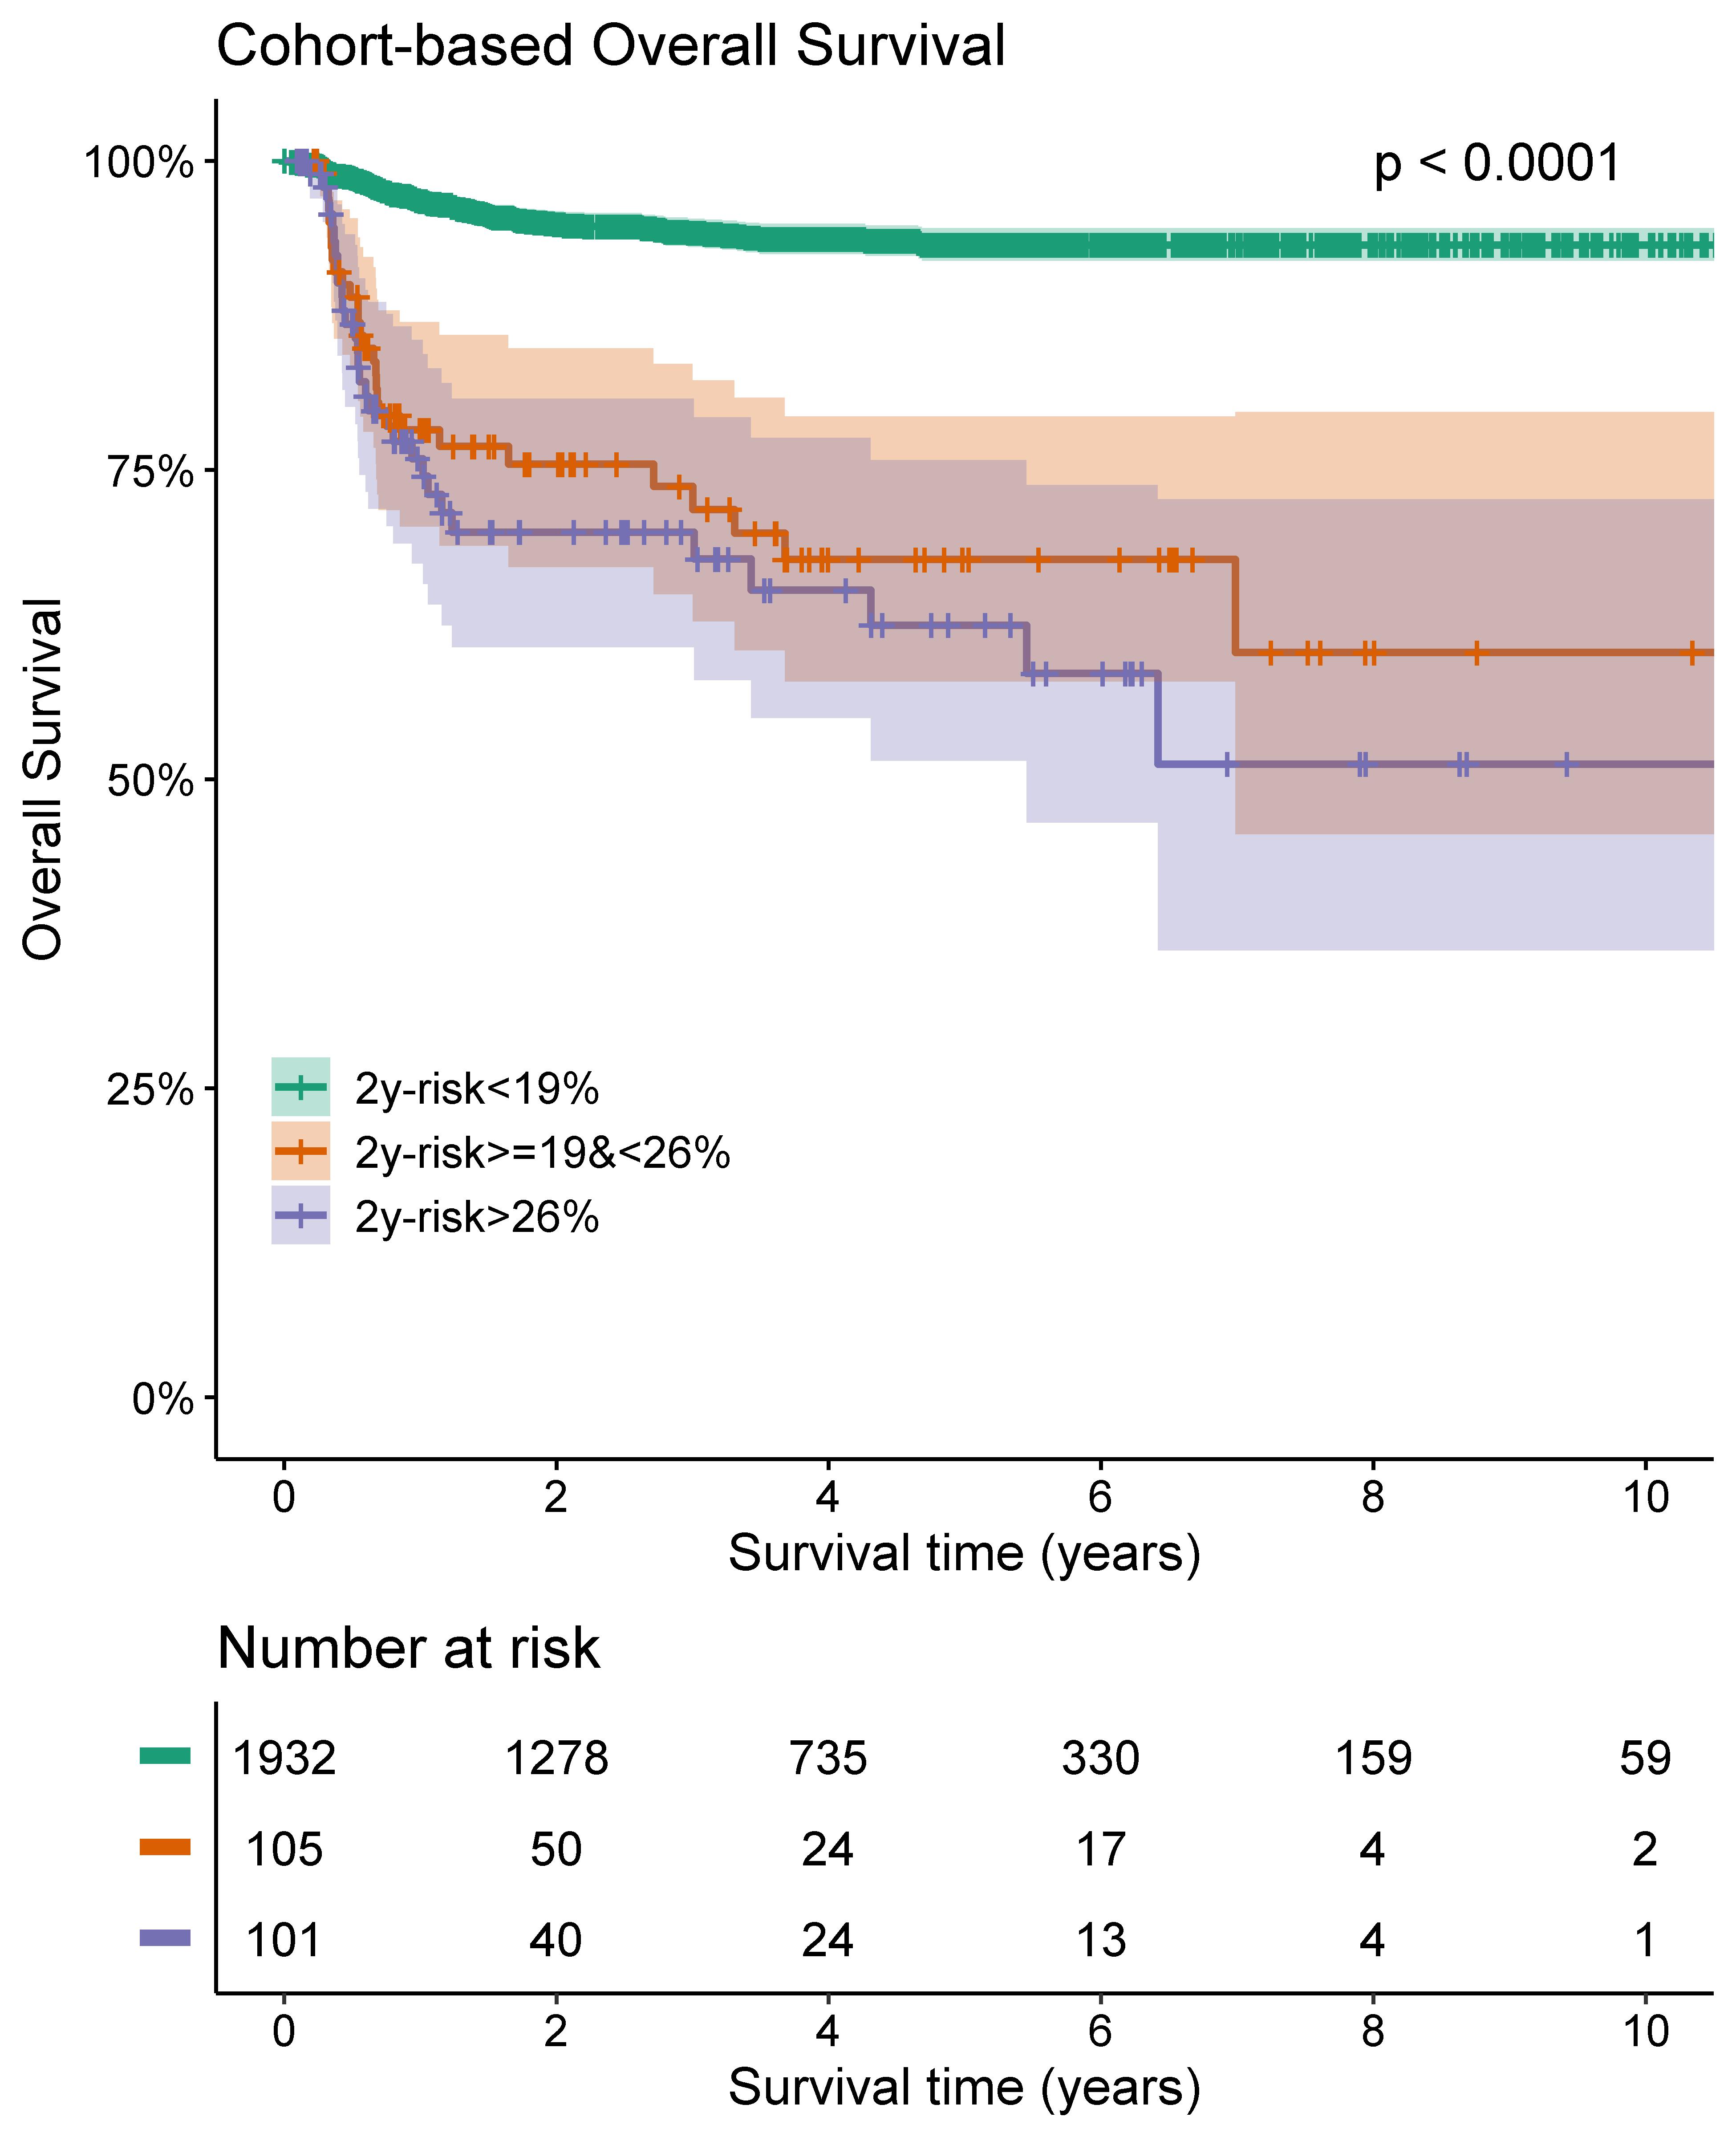 Cohort-based Overall Survival
p < 0.0001
100%
75%
50%
25%
0%
Overall Survival
2y-risk<19%
2y-risk>=19&<26%
2y-risk>26%
0 2 4 6 8 10
Survival time (years)
Number at risk
1932 1278 735 330 159 59
105 50 24 17 4 2
101 40 24 13 4 1
0 2 4 6 8 10
Survival time (years)